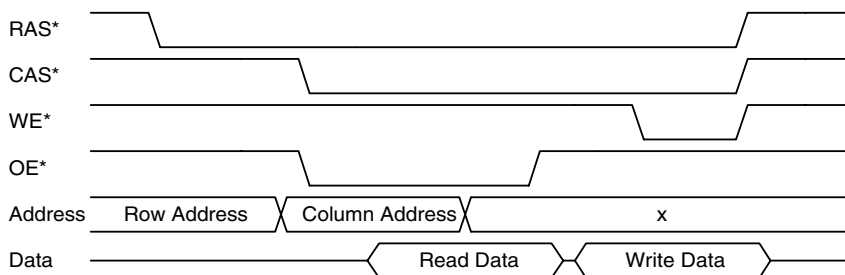 RAS*
CAS*
WE*
OE*
Address Row Address Column Address x
Data Read Data Write Data